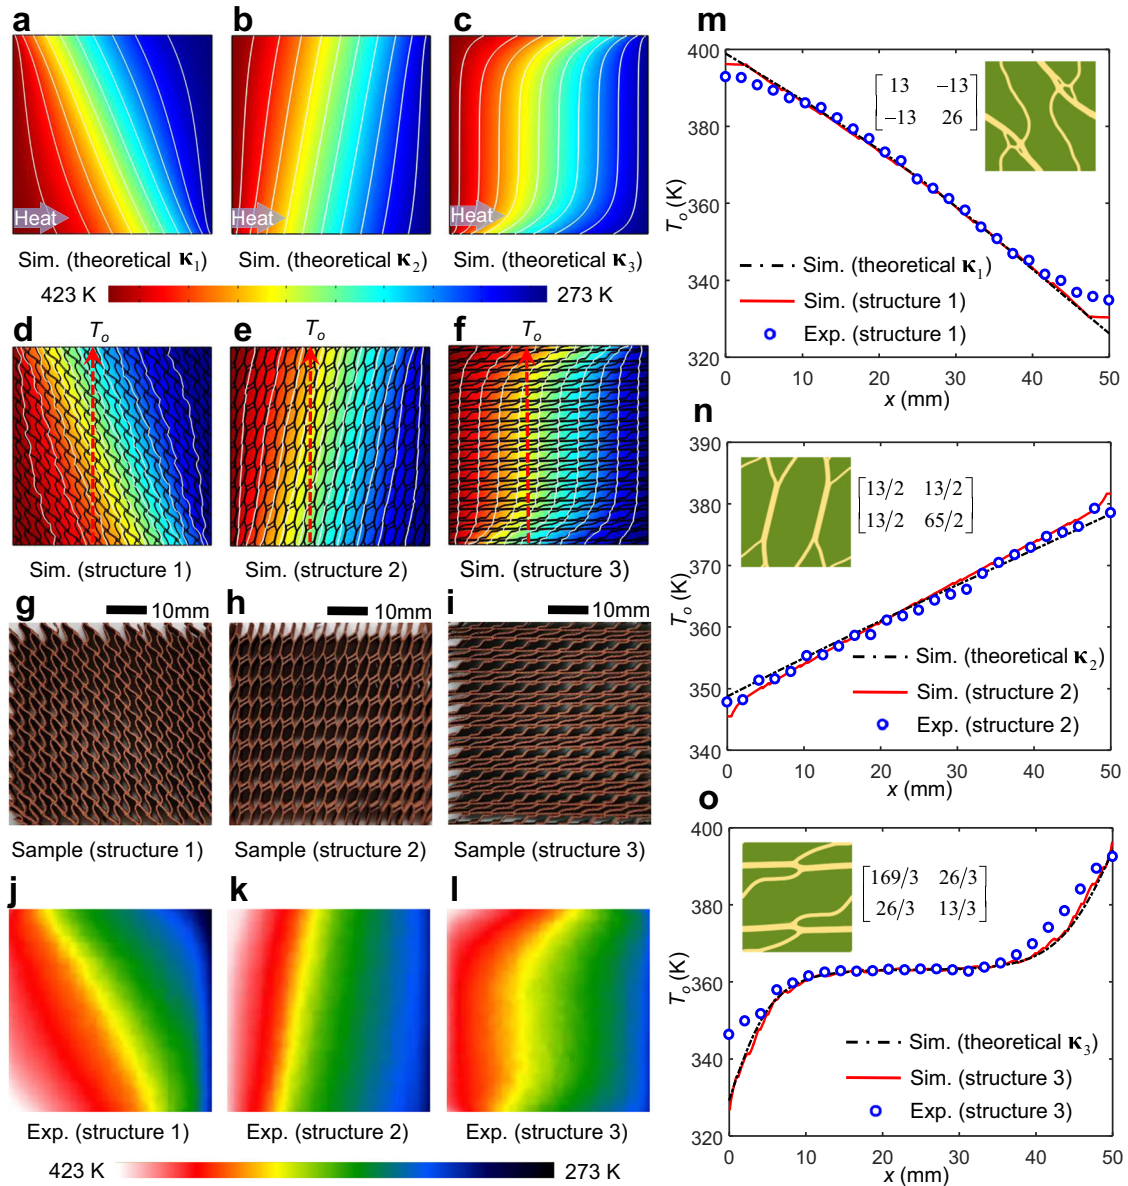 a
b
c
Heat
Heat
Heat
Sim. (theoretical κ1)
Sim. (theoretical κ2)
Sim. (theoretical κ3)
423 K
273 K
d
e
f
To
To
To
Sim. (structure 1)
Sim. (structure 2)
Sim. (structure 3)
g
h
i
10mm
10mm
10mm
Sample (structure 1)
Sample (structure 2)
Sample (structure 3)
j
k
l
Exp. (structure 1)
Exp. (structure 2)
Exp. (structure 3)
423 K
273 K
m
400
380
360
340
320
To (K)
13 −13
−13 26
Sim. (theoretical κ1)
Sim. (structure 1)
Exp. (structure 1)
0 10 20 30 40 50
x (mm)
n
390
380
370
360
350
340
To (K)
13/2 13/2
13/2 65/2
Sim. (theoretical κ2)
Sim. (structure 2)
Exp. (structure 2)
0 10 20 30 40 50
x (mm)
o
400
380
360
340
320
To (K)
169/3 26/3
26/3 13/3
Sim. (theoretical κ3)
Sim. (structure 3)
Exp. (structure 3)
0 10 20 30 40 50
x (mm)